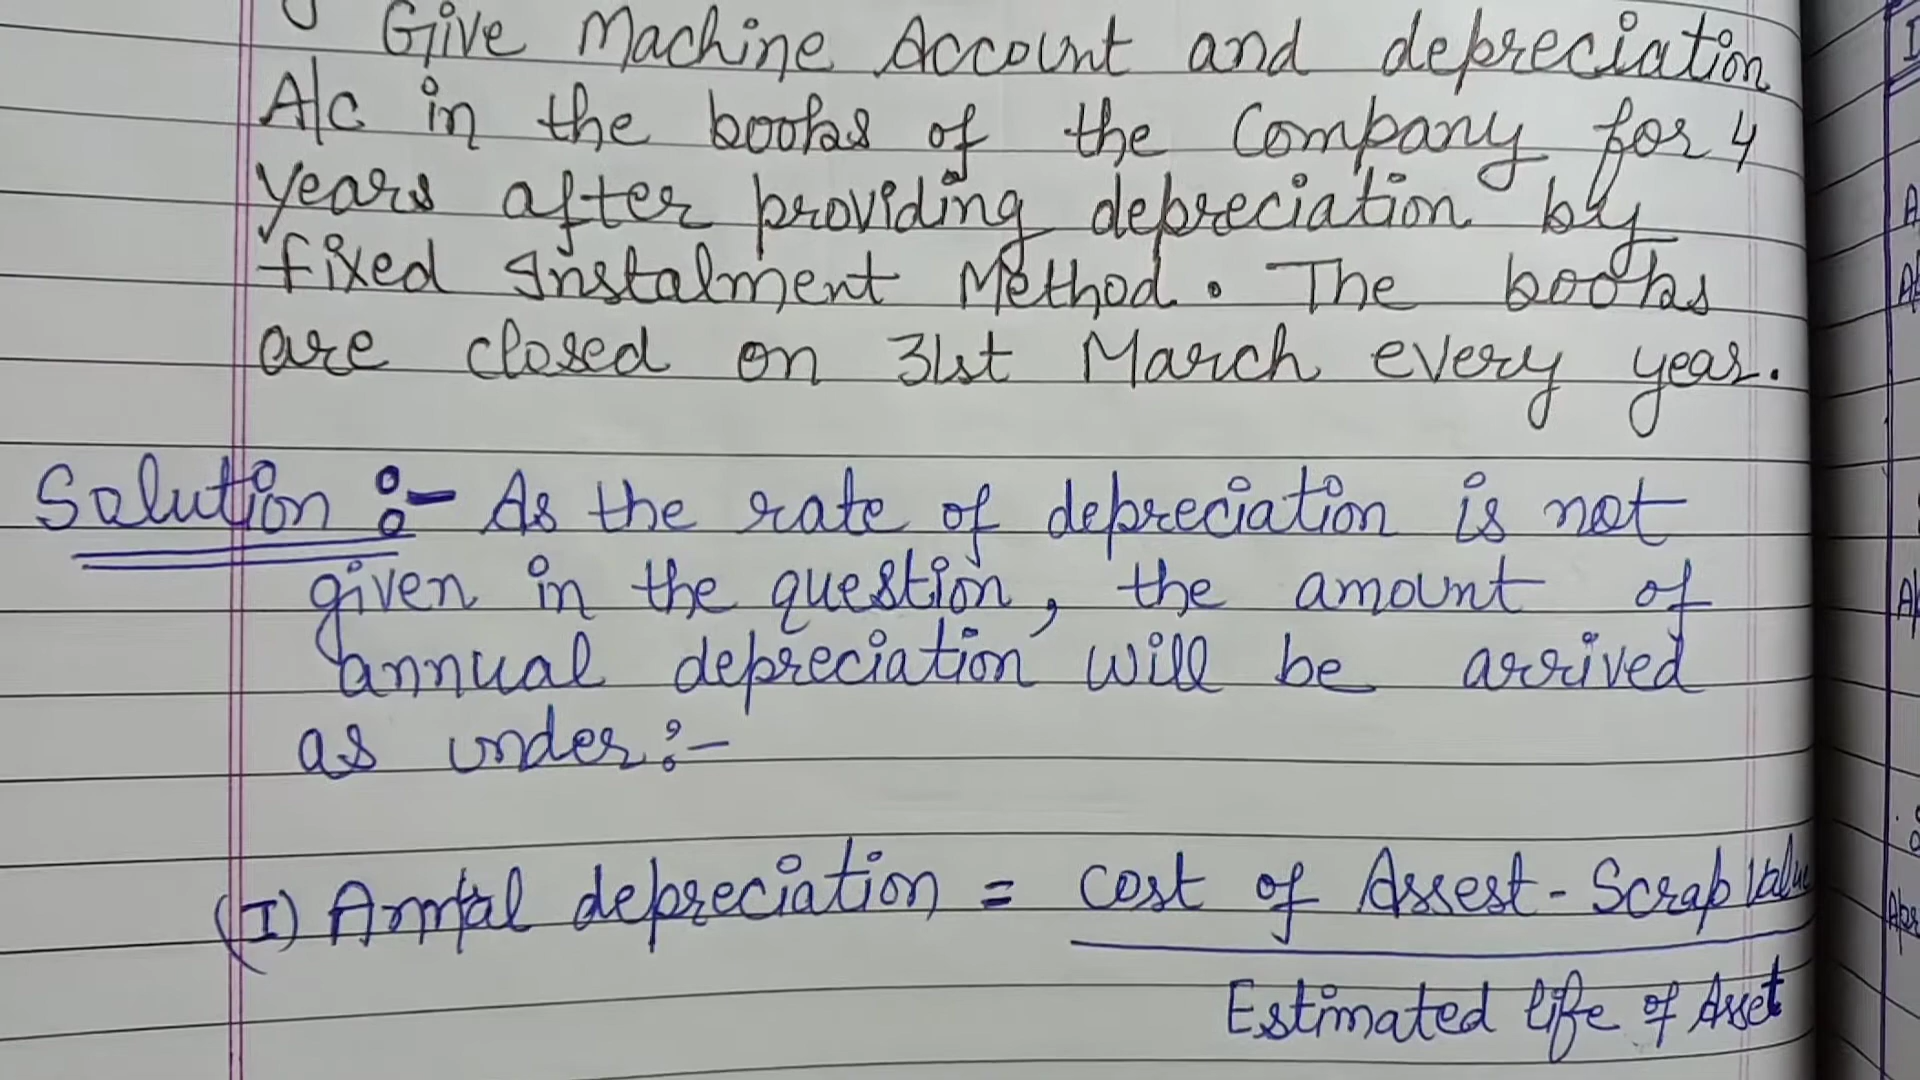 Give Machine Account and depreciation
A/C in the books of the Company for 4
years after providing depreciation by
fixed Instalment Method. The books
are closed on 31st March every year.
Solution :- As the rate of depreciation is not
given in the question, the amount of
annual depreciation will be arrived
as under :-
(I) Annual depreciation = cost of Assest - Scrap Value
Estimated life of Asset